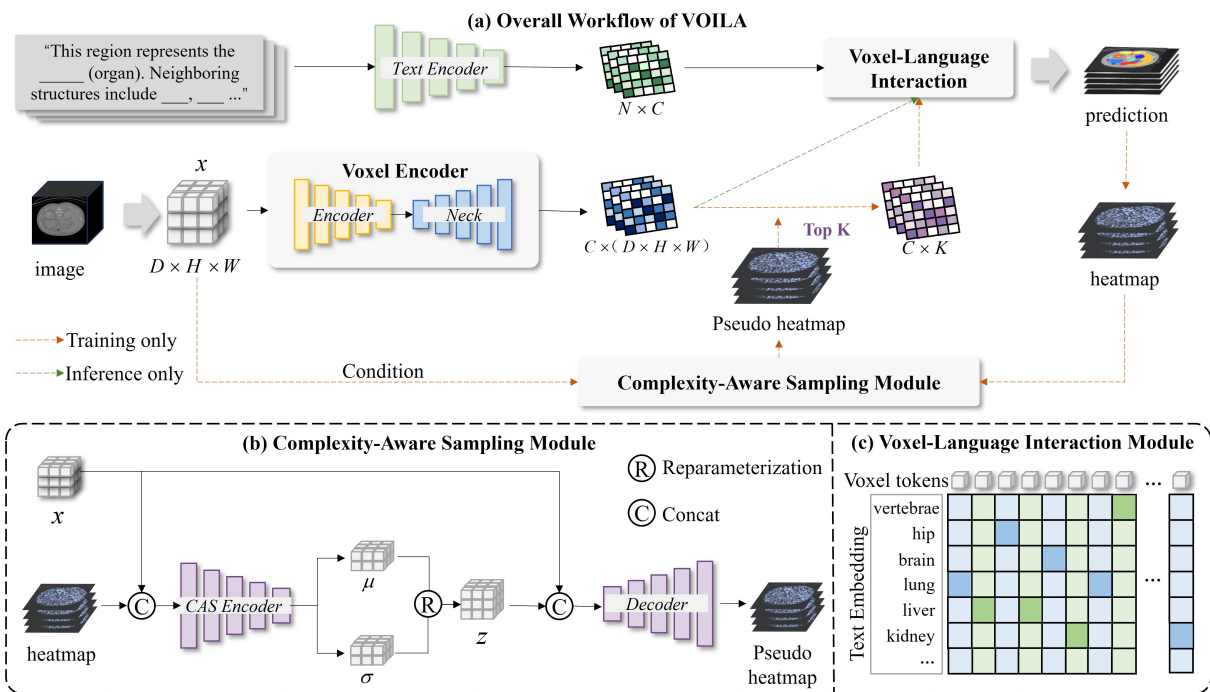 (a) Overall Workflow of VOILA
"This region represents the
_____ (organ). Neighboring
structures include ___, ___ ..."
Text Encoder
N × C
Voxel-Language
Interaction
prediction
x
Voxel Encoder
Encoder
Neck
image
D × H × W
C × ( D × H × W )
Top K
C × K
heatmap
Pseudo heatmap
Training only
Inference only
Condition
Complexity-Aware Sampling Module
(b) Complexity-Aware Sampling Module
x
R Reparameterization
C Concat
heatmap
C
CAS Encoder
μ
σ
R
z
C
Decoder
Pseudo
heatmap
(c) Voxel-Language Interaction Module
Voxel tokens
...
Text Embedding
vertebrae
hip
brain
lung
liver
kidney
...
...